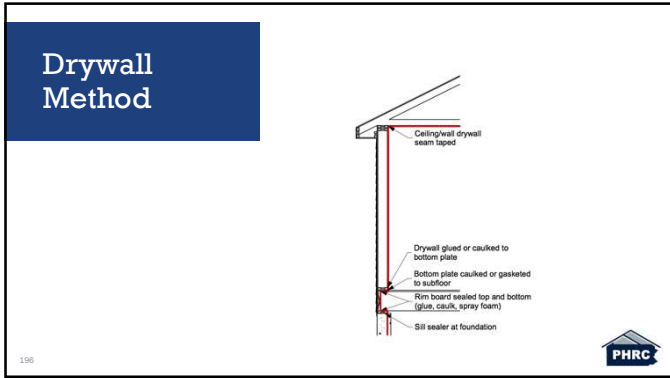 Drywall
Method
Ceiling/wall drywall
seam taped
Drywall glued or caulked to
bottom plate
Bottom plate caulked or gasketed
to subfloor
Rim board sealed top and bottom
(glue, caulk, spray foam)
Sill sealer at foundation
196
PHRC